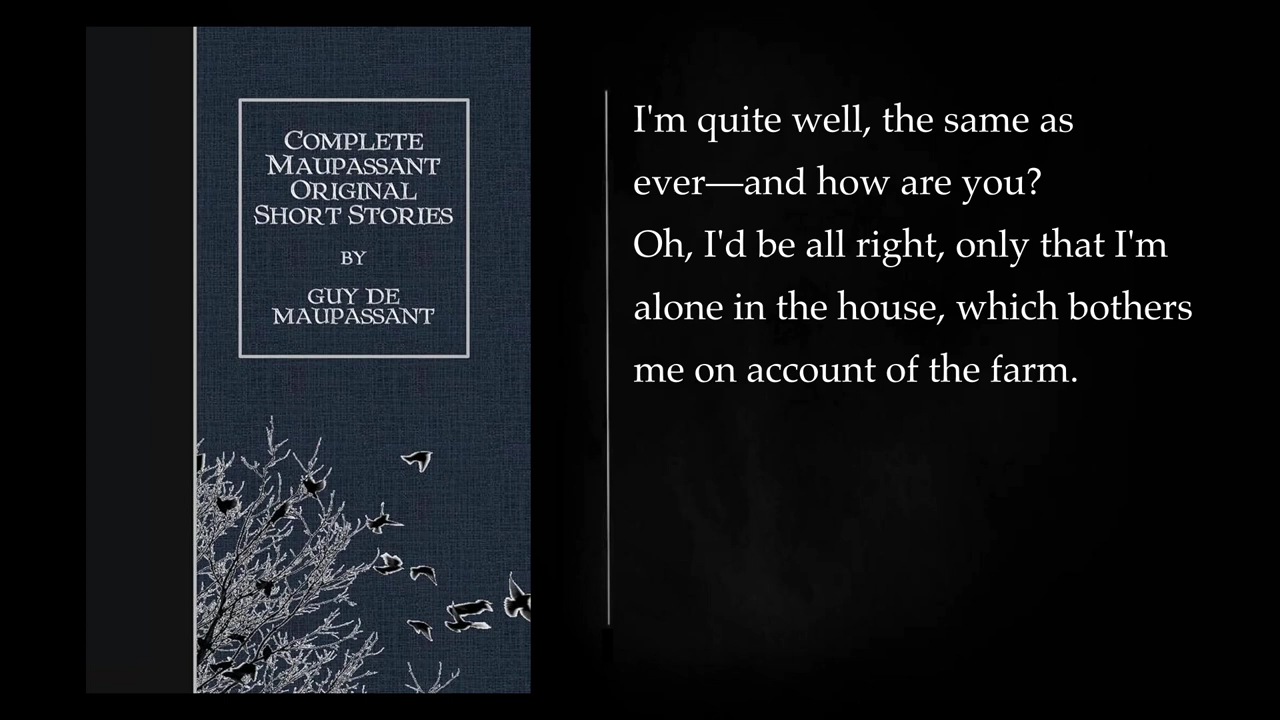 COMPLETE
MAUPASSANT
ORIGINAL
SHORT STORIES
BY
GUY DE
MAUPASSANT
I'm quite well, the same as
ever—and how are you?
Oh, I'd be all right, only that I'm
alone in the house, which bothers
me on account of the farm.